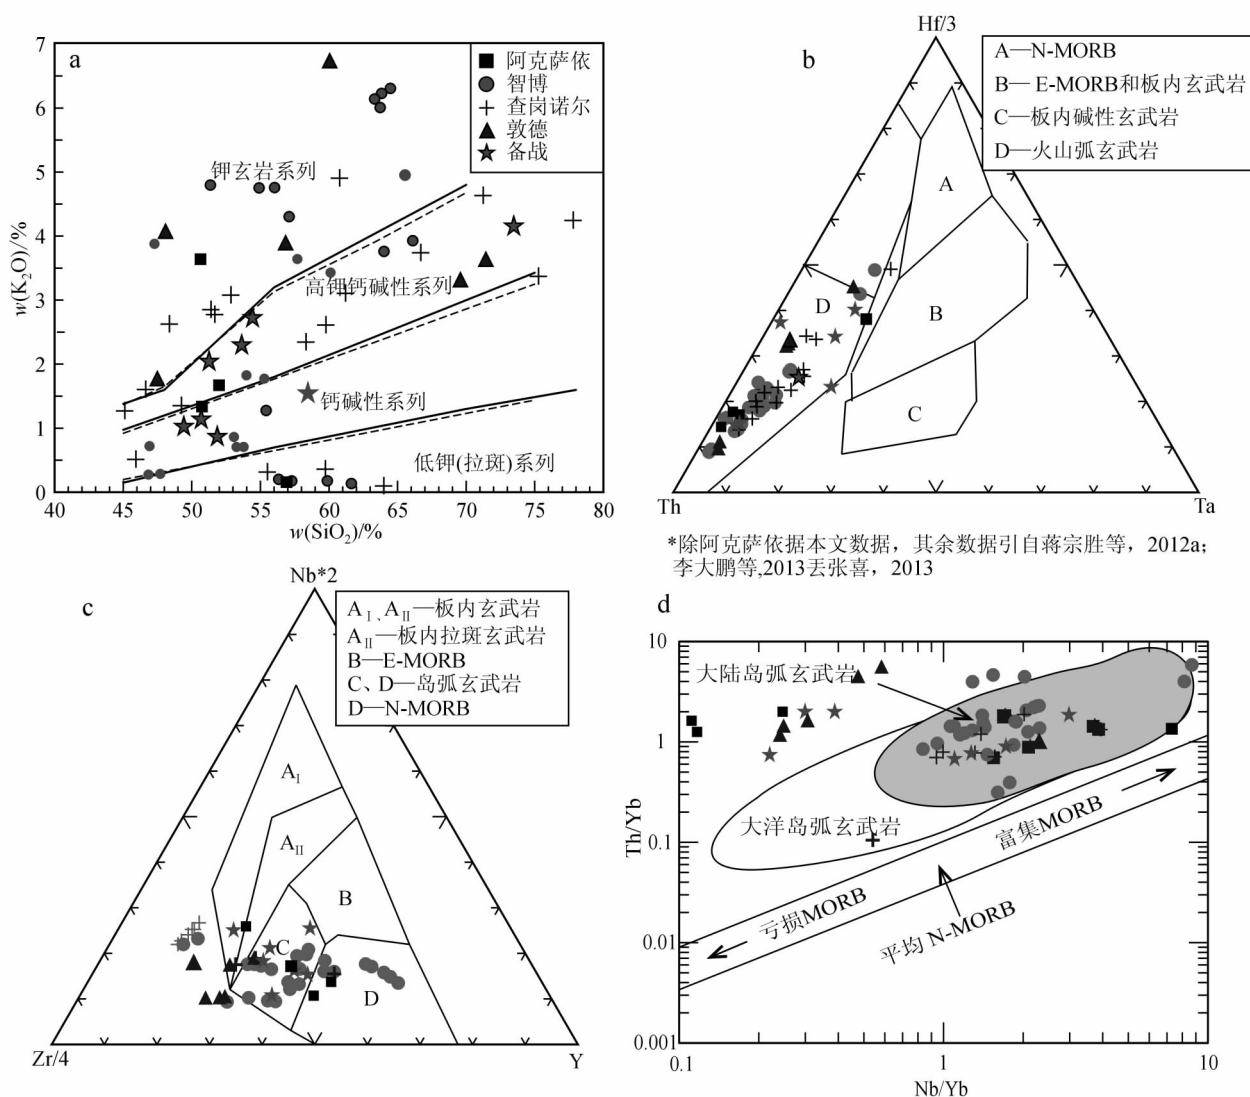 a
7
6
5
4
3
2
1
0
w(K₂O)/%
40
45
50
55
60
65
70
75
80
w(SiO₂)/%
阿克萨依
智博
查岗诺尔
敦德
备战
钾玄岩系列
高钾钙碱性系列
钙碱性系列
低钾(拉斑)系列
b
Hf/3
A—N-MORB
B— E-MORB和板内玄武岩
C—板内碱性玄武岩
D—火山弧玄武岩
A
D
B
C
Th
Ta
*除阿克萨依据本文数据，其余数据引自蒋宗胜等，2012a；
李大鹏等,2013丟张喜，2013
c
Nb*2
AⅠ、AⅡ—板内玄武岩
AⅡ—板内拉斑玄武岩
B—E-MORB
C、D—岛弧玄武岩
D—N-MORB
AⅠ
AⅡ
B
C
D
Zr/4
Y
d
10
1
0.1
0.01
0.001
Th/Yb
大陆岛弧玄武岩
大洋岛弧玄武岩
富集MORB
亏损MORB
平均 N-MORB
0.1
1
10
Nb/Yb